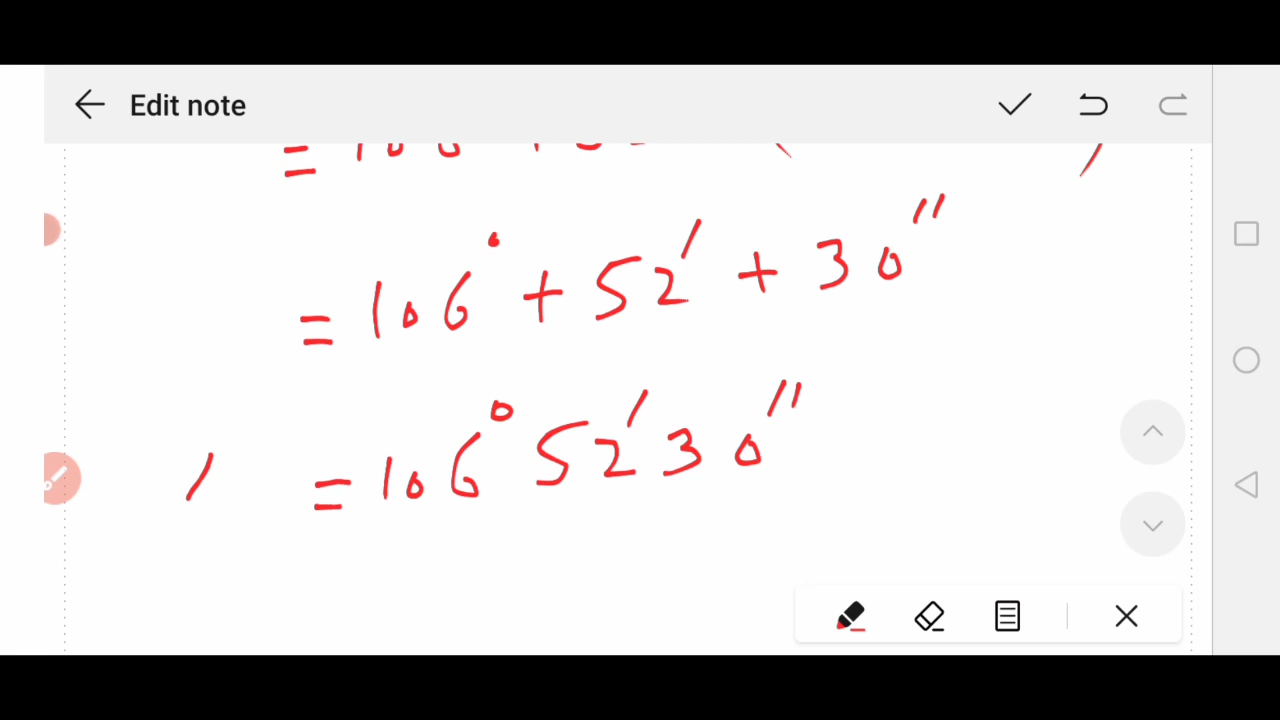 Edit note
= 106° + 52′ + 30″
= 106° 52′ 30″